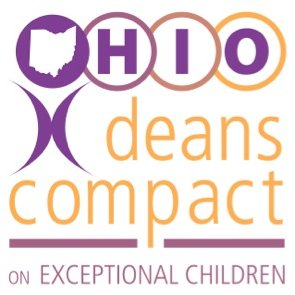 OHIO
deans
compact
ON EXCEPTIONAL CHILDREN